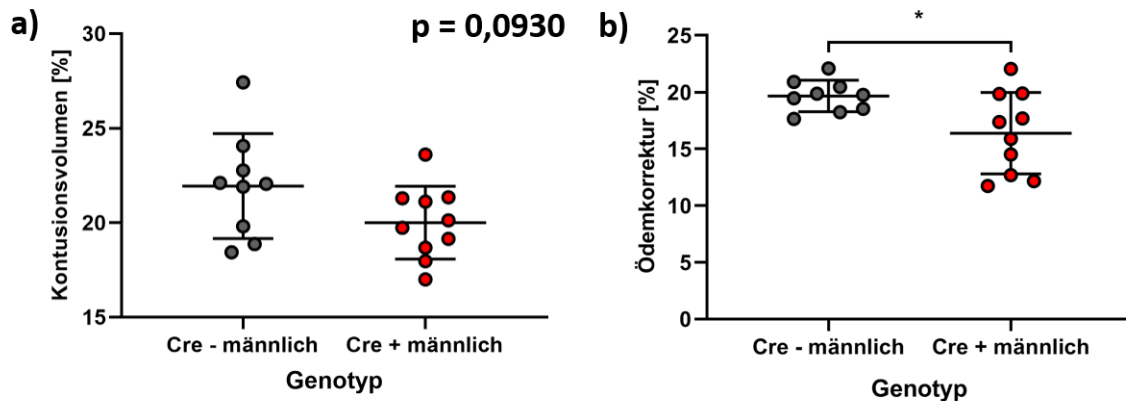 a)
p = 0,0930
Kontusionsvolumen [%]
30
25
20
15
Cre - männlich
Cre + männlich
Genotyp
b)
*
Ödemkorrektur [%]
25
20
15
10
5
0
Cre - männlich
Cre + männlich
Genotyp